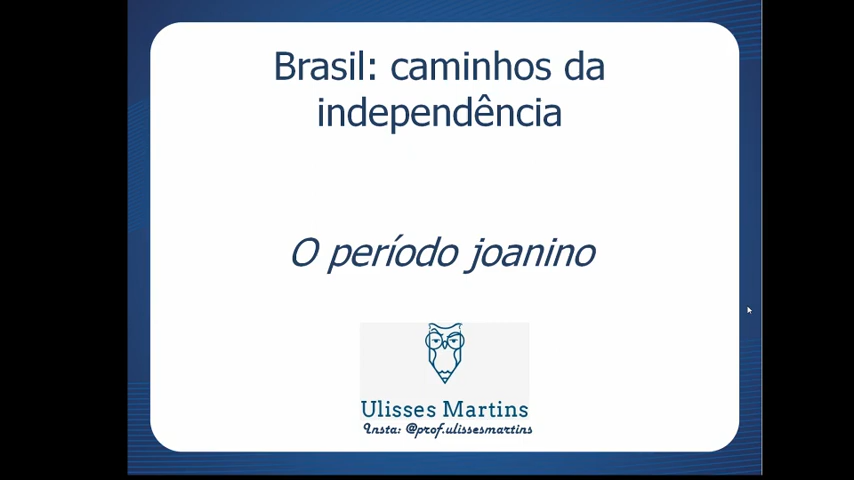 Brasil: caminhos da
independência
O período joanino
Ulisses Martins
Insta: @prof.ulissesmartins